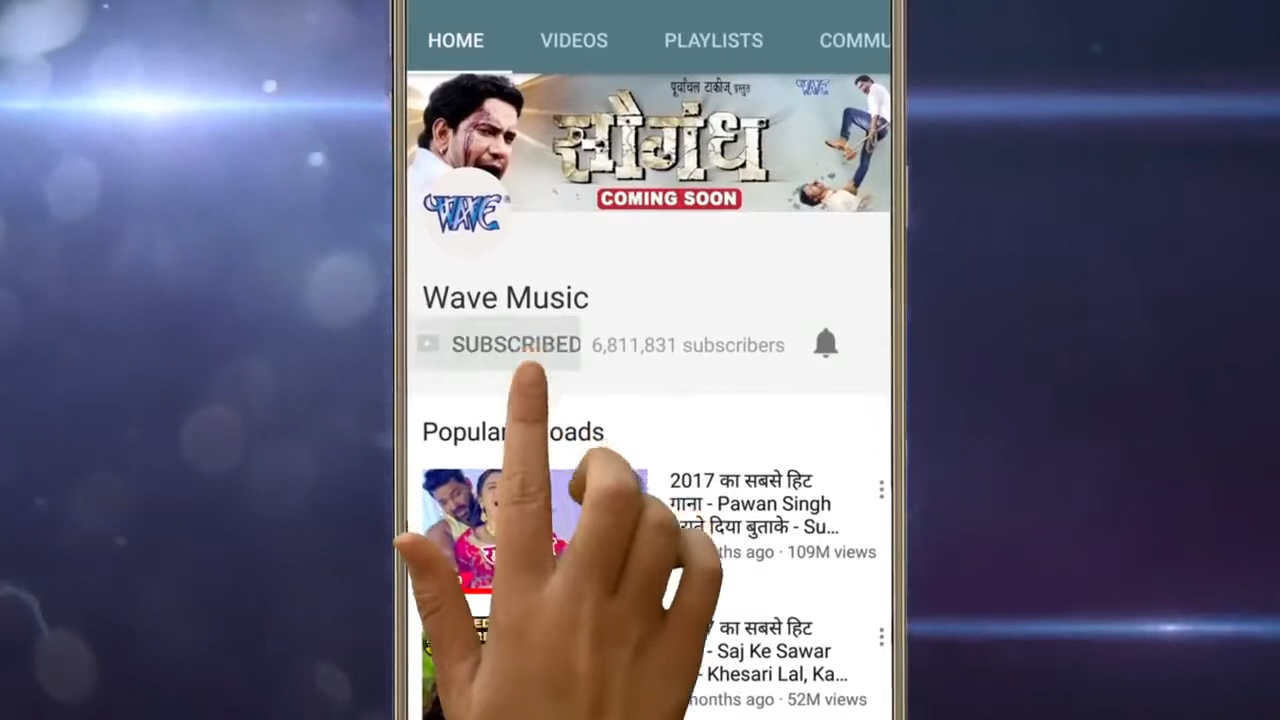 HOME VIDEOS PLAYLISTS COMMU
पूर्वांचल टाकीज् प्रस्तुत
WAVE
सौगंध
COMING SOON
WAVE
Wave Music
SUBSCRIBED 6,811,831 subscribers
Popular oads
2017 का सबसे हिट
गाना - Pawan Singh
दिया बुताके - Su...
ths ago · 109M views
का सबसे हिट
- Saj Ke Sawar
- Khesari Lal, Ka...
months ago · 52M views